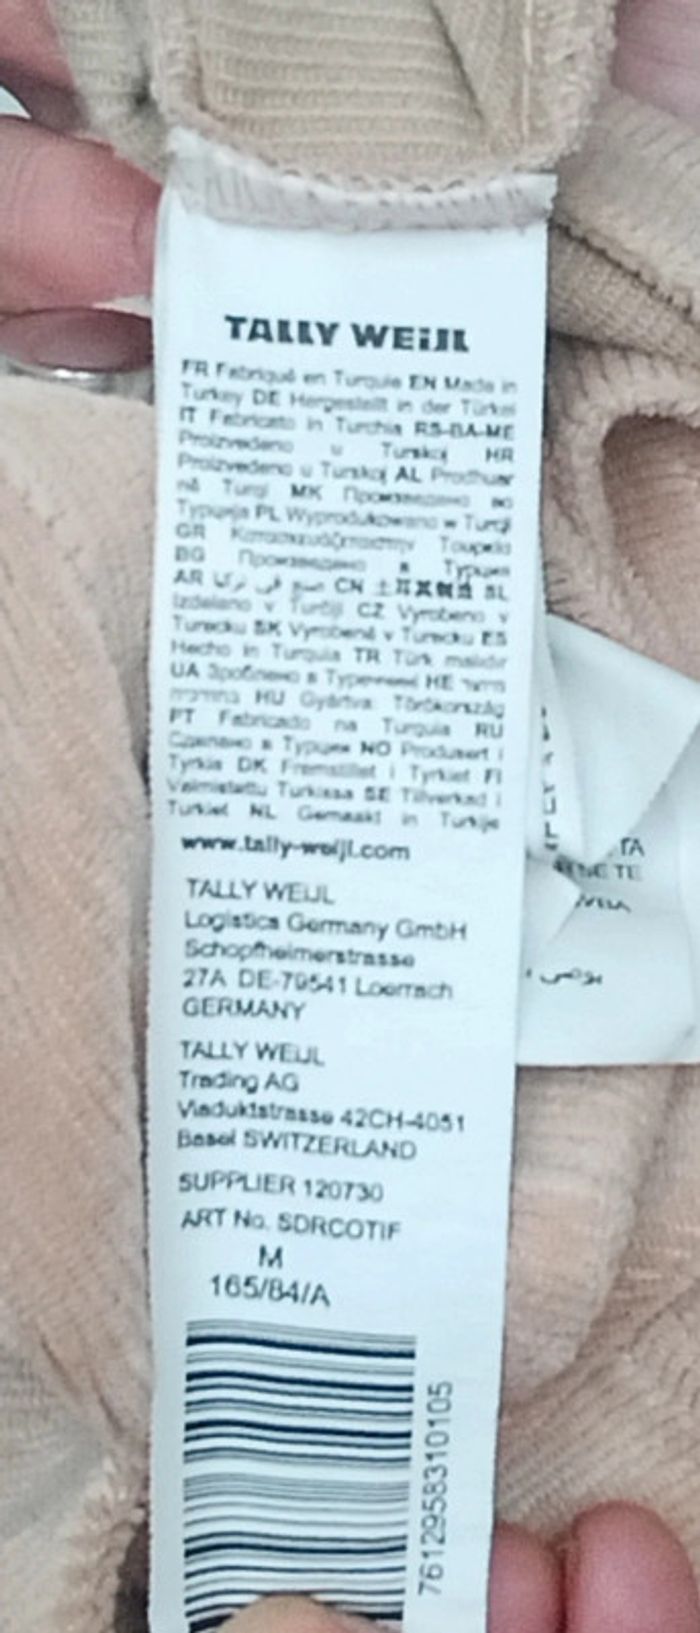 TALLY WEiJL
FR Fabriqué en Turquie EN Made in
Turkey DE Hergestellt in der Türkei
IT Fabricato in Turchia RS-BA-ME
Proizvedeno u Turskoj HR
Proizvedeno u Turskoj AL Prodhuar
në Turqi MK Произведено во
Турција PL Wyprodukowano w Turcji
GR Κατασκευάζεται στην Τουρκία
BG Произведено в Турция
AR صنع في تركيا CN 土耳其制造 SL
Izdelano v Turčiji CZ Vyrobeno v
Turecku SK Vyrobené v Turecku ES
Hecho in Turquía TR Türk malıdır
UA Зроблено в Туреччині HE
HU Gyártva: Törökország
PT Fabricado na Turquia RU
Сделано в Турции NO Produsert i
Tyrkia DK Fremstillet i Tyrkiet FI
Valmistettu Turkissa SE Tillverkad i
Turkiet NL Gemaakt in Turkije
www.tally-weijl.com
TALLY WEIJL
Logistics Germany GmbH
Schopfheimerstrasse
27A DE-79541 Loerrach
GERMANY
TALLY WEIJL
Trading AG
Viaduktstrasse 42CH-4051
Basel SWITZERLAND
SUPPLIER 120730
ART No. SDRCOTIF
M
165/84/A
7612958310105